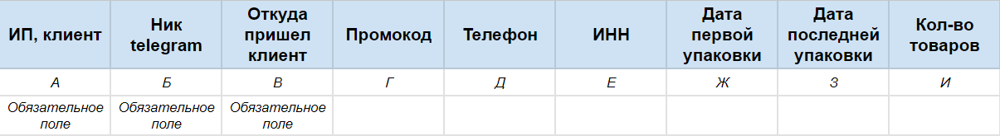 ИП, клиент
Ник
telegram
Откуда
пришел
клиент
Промокод
Телефон
ИНН
Дата
первой
упаковки
Дата
последней
упаковки
Кол-во
товаров
А
Б
В
Г
Д
Е
Ж
З
И
Обязательное
поле
Обязательное
поле
Обязательное
поле